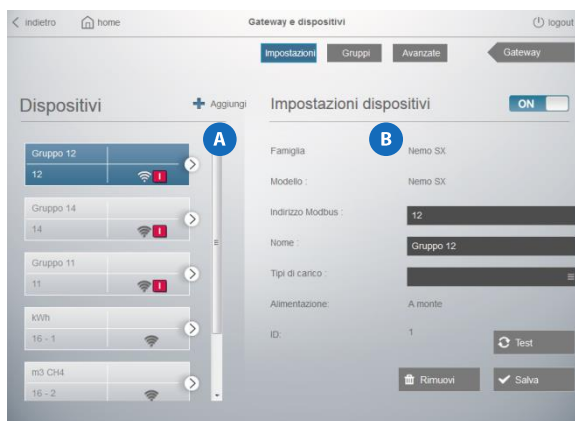 indietro
home
Gateway e dispositivi
logout
Impostazioni
Gruppi
Avanzate
Gateway
Dispositivi
Aggiungi
A
Gruppo 12
12
I
Gruppo 14
14
I
Gruppo 11
11
I
kWh
16 - 1
m3 CH4
16 - 2
Impostazioni dispositivi
ON
B
Famiglia
Nemo SX
Modello :
Nemo SX
Indirizzo Modbus :
12
Nome :
Gruppo 12
Tipi di carico :
Alimentazione:
A monte
ID:
1
Test
Rimuovi
Salva